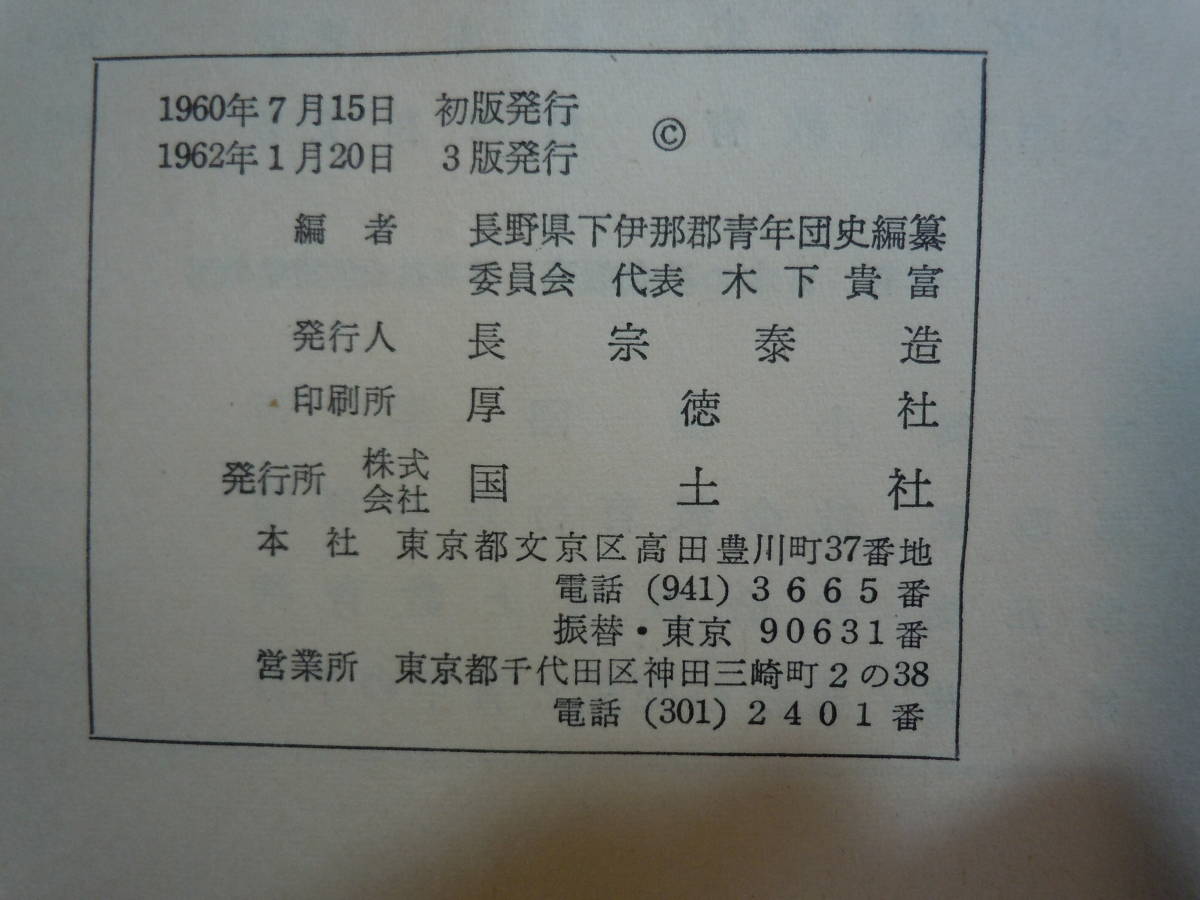 1960年7月15日 初版発行
1962年1月20日 3版発行
©
編者 長野県下伊那郡青年団史編纂
委員会 代表 木下貴富
発行人 長宗泰造
印刷所 厚徳社
発行所 株式会社 国土社
本社 東京都文京区高田豊川町37番地
電話 (941) 3665番
振替・東京 90631番
営業所 東京都千代田区神田三崎町2の38
電話 (301) 2401番